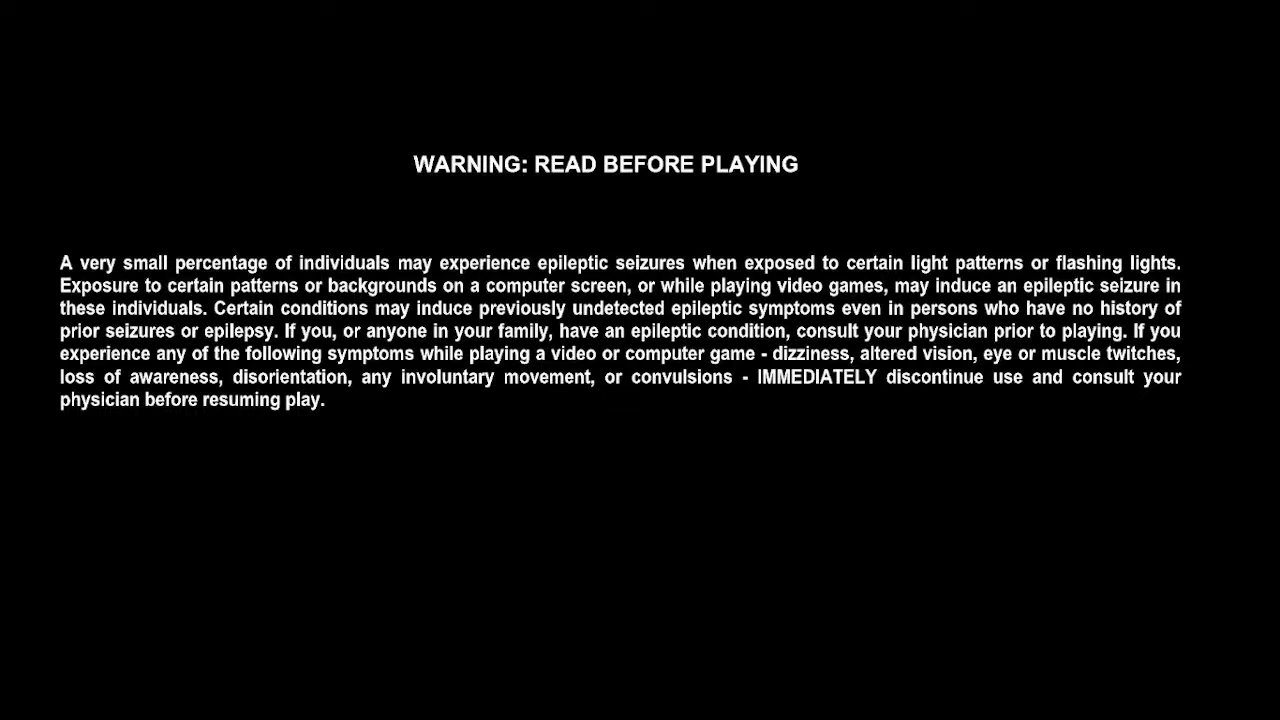 WARNING: READ BEFORE PLAYING
A very small percentage of individuals may experience epileptic seizures when exposed to certain light patterns or flashing lights.
Exposure to certain patterns or backgrounds on a computer screen, or while playing video games, may induce an epileptic seizure in
these individuals. Certain conditions may induce previously undetected epileptic symptoms even in persons who have no history of
prior seizures or epilepsy. If you, or anyone in your family, have an epileptic condition, consult your physician prior to playing. If you
experience any of the following symptoms while playing a video or computer game - dizziness, altered vision, eye or muscle twitches,
loss of awareness, disorientation, any involuntary movement, or convulsions - IMMEDIATELY discontinue use and consult your
physician before resuming play.